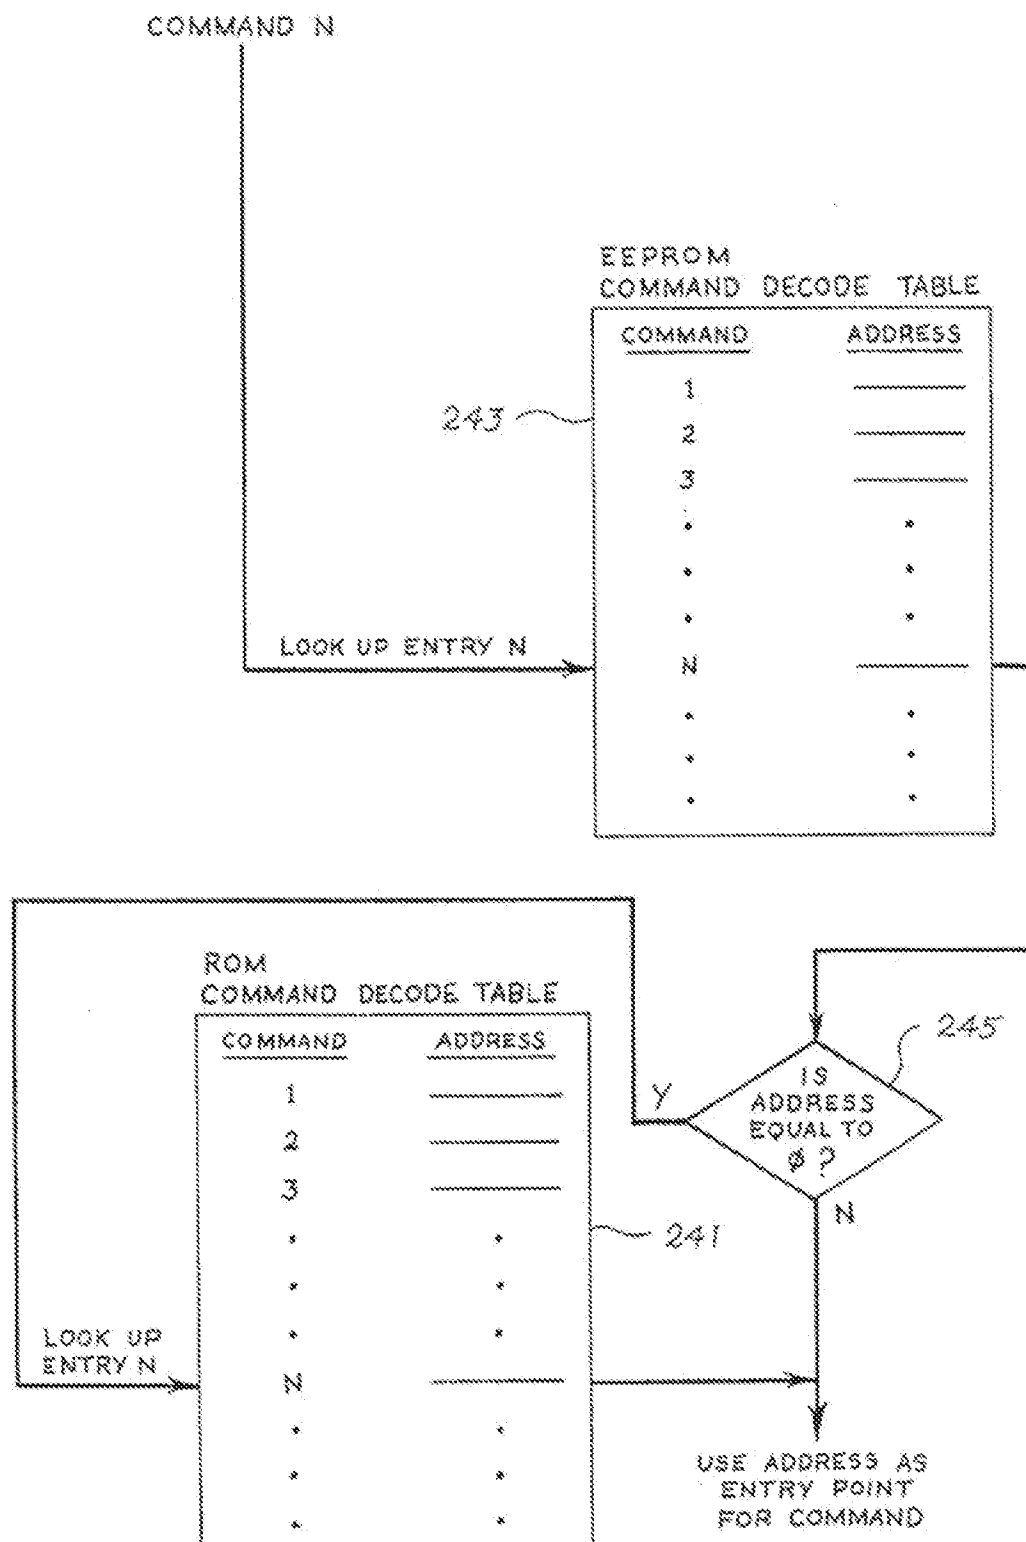 COMMAND N
EEPROM
COMMAND DECODE TABLE
COMMAND ADDRESS
1
243
2
3
LOOK UP ENTRY N
N
ROM
COMMAND DECODE TABLE
COMMAND ADDRESS
1
2
3
241
LOOK UP
ENTRY N
N
245
IS
ADDRESS
EQUAL TO
ø?
Y
N
USE ADDRESS AS
ENTRY POINT
FOR COMMAND